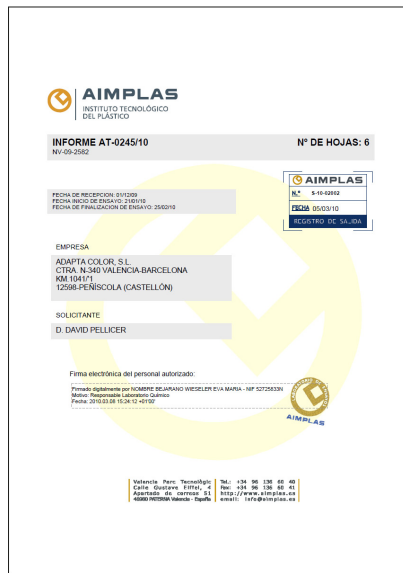 AIMPLAS
INSTITUTO TECNOLÓGICO
DEL PLÁSTICO
INFORME AT-0245/10
Nº DE HOJAS: 6
NV-09-2582
AIMPLAS
N.º S-10-02002
FECHA 05/03/10
REGISTRO DE SALIDA
FECHA DE RECEPCION: 01/12/09
FECHA INICIO DE ENSAYO: 21/01/10
FECHA DE FINALIZACION DE ENSAYO: 25/02/10
EMPRESA
ADAPTA COLOR, S.L.
CTRA. N-340 VALENCIA-BARCELONA
KM.1041/1
12598-PEÑÍSCOLA (CASTELLÓN)
SOLICITANTE
D. DAVID PELLICER
Firma electrónica del personal autorizado:
Firmado digitalmente por NOMBRE BEJARANO WIESELER EVA MARIA - NIF 52725833N
Motivo: Responsable Laboratorio Químico
Fecha: 2010.03.08 15:24:12 +01'00'
AIMPLAS
Valencia Parc Tecnològic
Calle Gustave Eiffel, 4
Apartado de correos 51
46980 PATERNA Valencia - España
Tel.: +34 96 136 60 40
Fax: +34 96 136 60 41
http://www.aimplas.es
email: info@aimplas.es